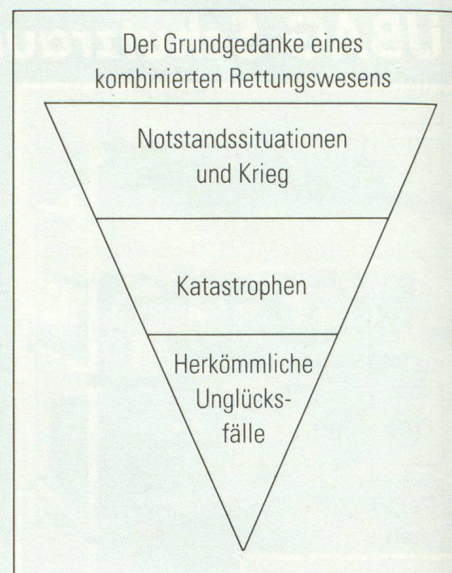 Der Grundgedanke eines
kombinierten Rettungswesens
Notstandssituationen
und Krieg
Katastrophen
Herkömmliche
Unglücks-
fälle